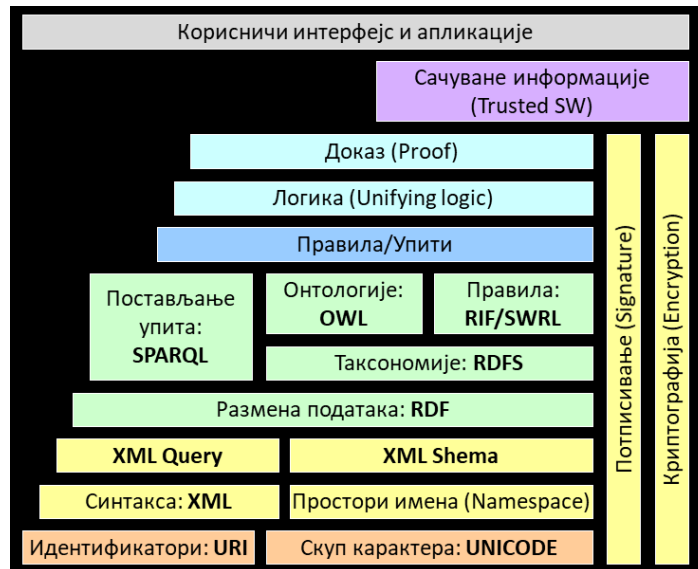 Кориснички интерфејс и апликације
Сачуване информације
(Trusted SW)
Доказ (Proof)
Логика (Unifying logic)
Правила/Упити
Постављање
упита:
SPARQL
Онтологије:
OWL
Правила:
RIF/SWRL
Таксономије: RDFS
Размена података: RDF
XML Query
XML Shema
Синтакса: XML
Простори имена (Namespace)
Идентификатори: URI
Скуп карактера: UNICODE
Потписивање (Signature)
Криптографија (Encryption)